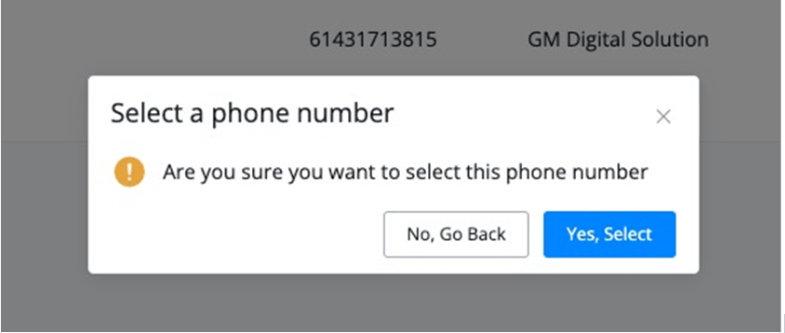 61431713815 GM Digital Solution
Select a phone number
Are you sure you want to select this phone number
No, Go Back Yes, Select